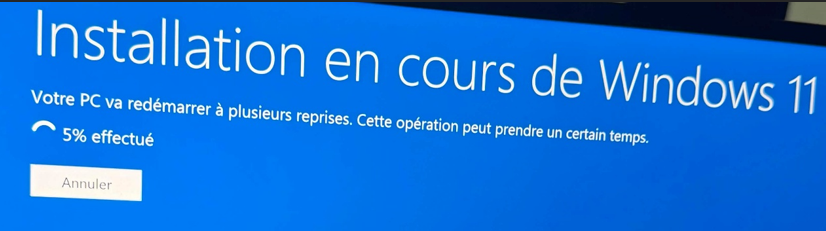 Installation en cours de Windows 11
Votre PC va redémarrer à plusieurs reprises. Cette opération peut prendre un certain temps.
5% effectué
Annuler